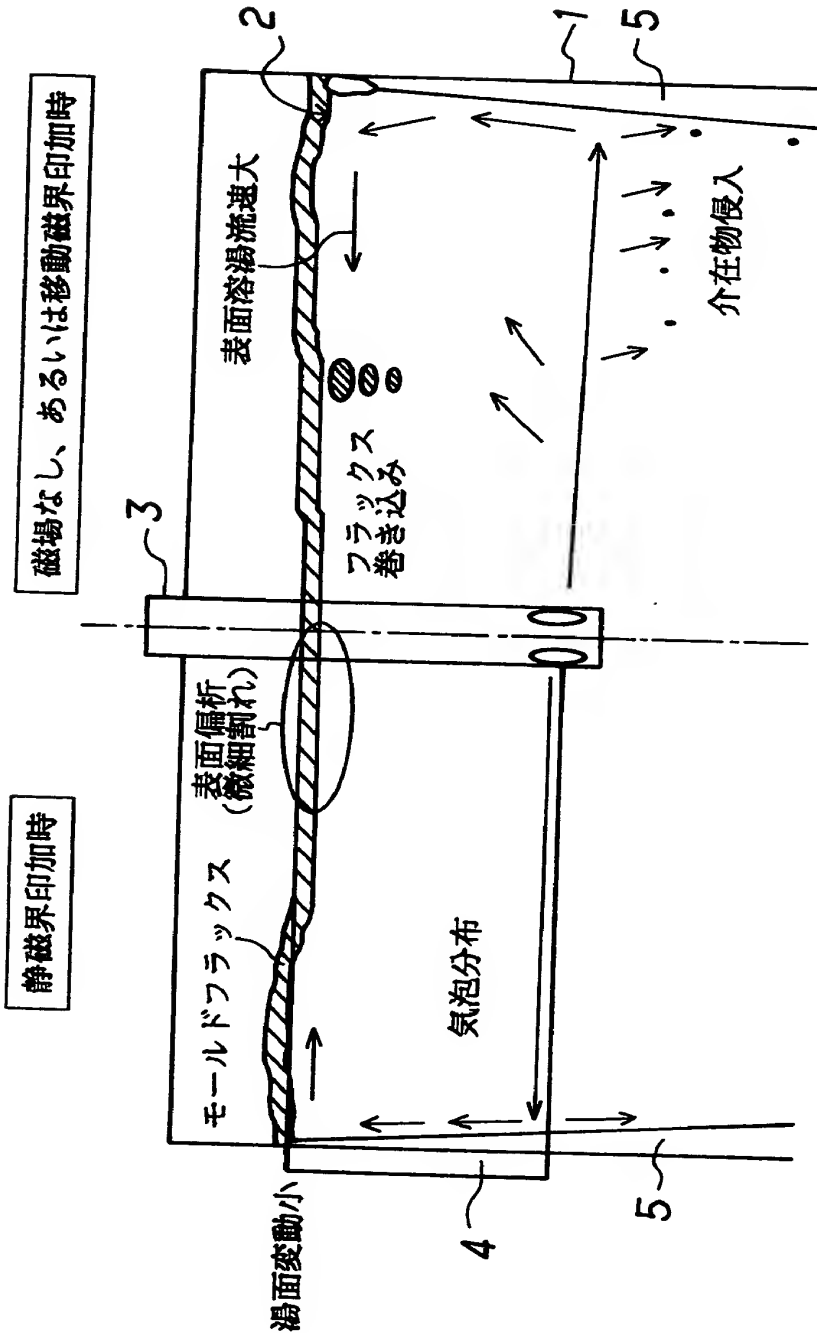 静磁界印加時
磁場なし、あるいは移動磁界印加時
3
2
モールドフラックス
表面偏析
(微細割れ)
表面溶湯流速大
湯面変動小
フラックス
巻き込み
気泡分布
介在物侵入
4
5
1
5